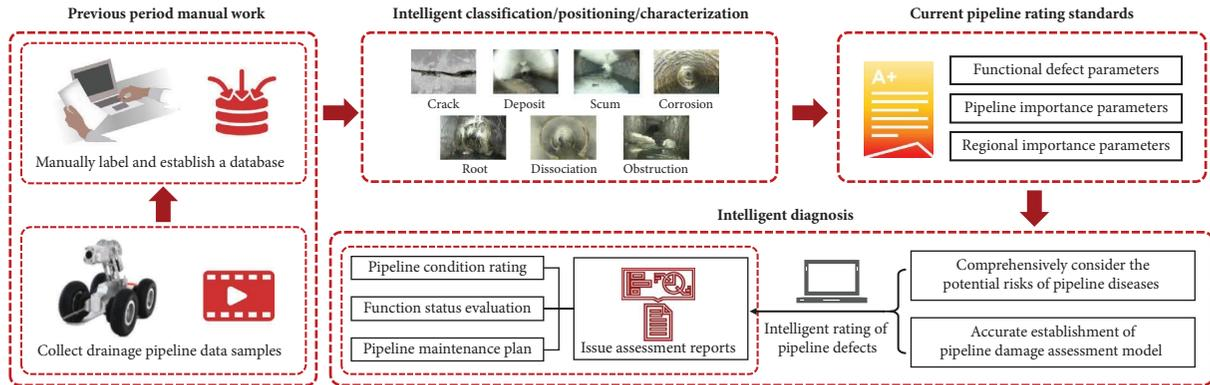 Previous period manual work
Manually label and establish a database
Collect drainage pipeline data samples
Intelligent classification/positioning/characterization
Crack
Deposit
Scum
Corrosion
Root
Dissociation
Obstruction
Current pipeline rating standards
A+
Functional defect parameters
Pipeline importance parameters
Regional importance parameters
Intelligent diagnosis
Pipeline condition rating
Function status evaluation
Pipeline maintenance plan
Issue assessment reports
Intelligent rating of
pipeline defects
Comprehensively consider the
potential risks of pipeline diseases
Accurate establishment of
pipeline damage assessment model